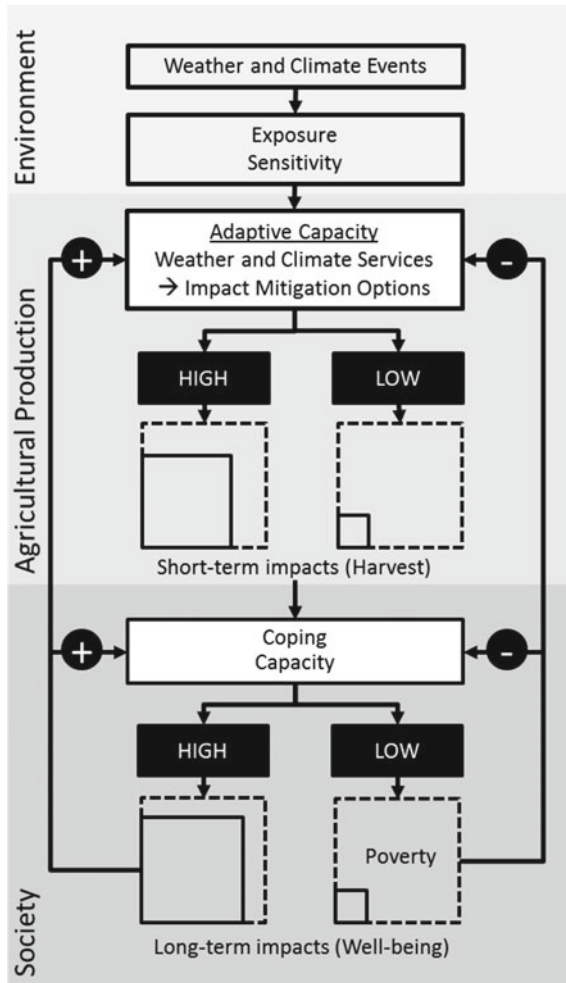 Environment
Weather and Climate Events
Exposure
Sensitivity
Agricultural Production
Adaptive Capacity
Weather and Climate Services
→ Impact Mitigation Options
+
-
HIGH
LOW
Short-term impacts (Harvest)
Society
+
-
Coping
Capacity
HIGH
LOW
Poverty
Long-term impacts (Well-being)